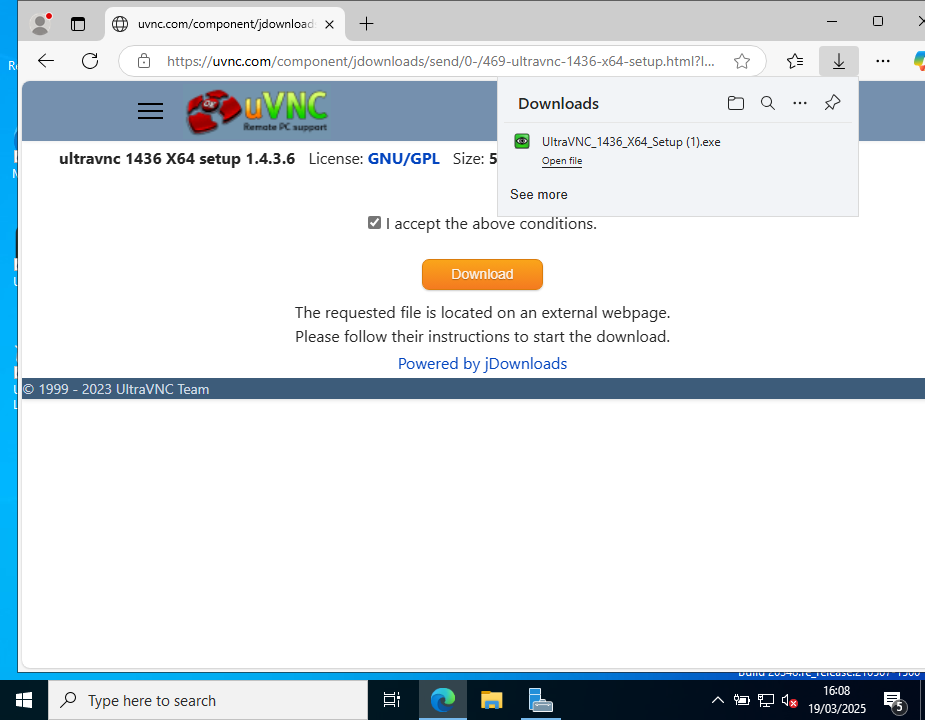 uvnc.com/component/jdownloads
https://uvnc.com/component/jdownloads/send/0-/469-ultravnc-1436-x64-setup.html?l...
Downloads
UltraVNC_1436_X64_Setup (1).exe
Open file
See more
OK uVNC
Remote PC support
ultravnc 1436 X64 setup 1.4.3.6 License: GNU/GPL Size: 5
I accept the above conditions.
Download
The requested file is located on an external webpage.
Please follow their instructions to start the download.
Powered by jDownloads
© 1999 - 2023 UltraVNC Team
Type here to search
16:08
19/03/2025
5